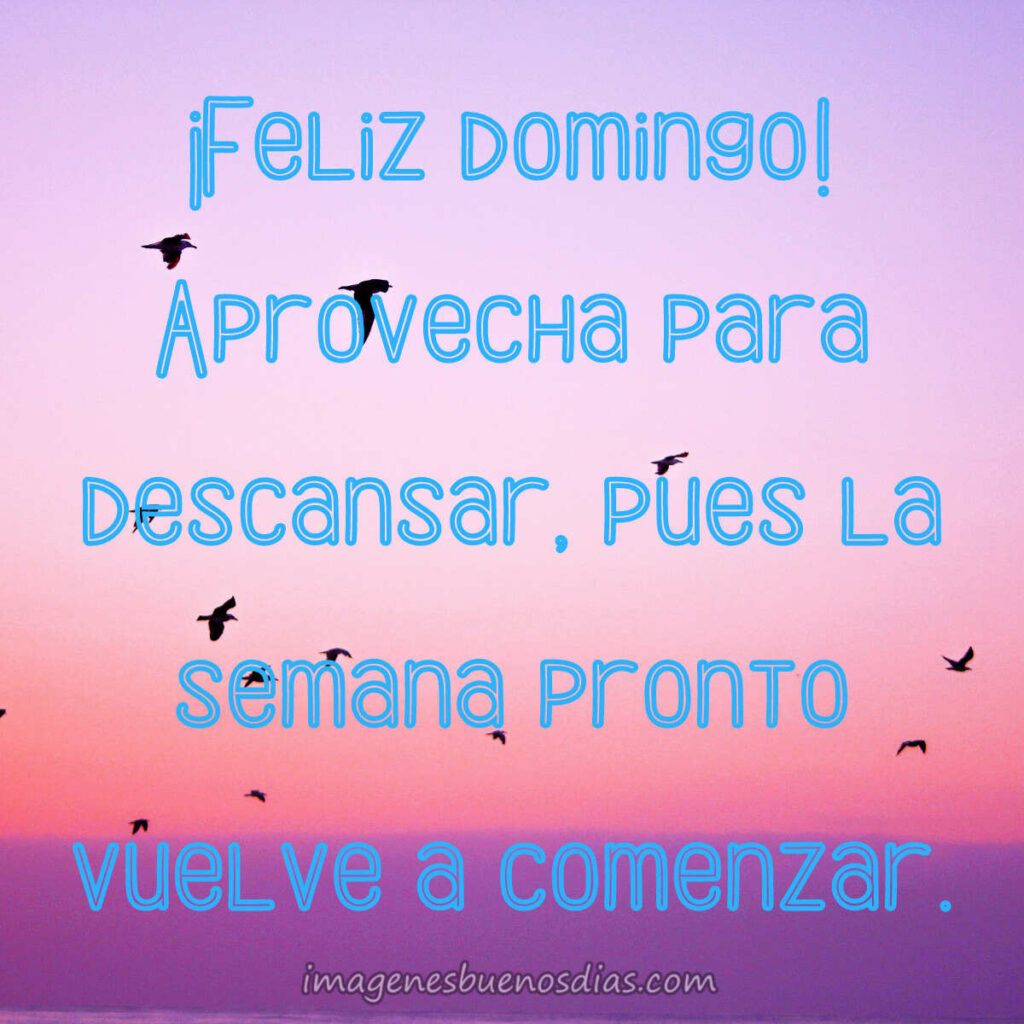 ¡Feliz domingo!
Aprovecha para
descansar, pues la
semana pronto
vuelve a comenzar.
imagenesbuenosdias.com